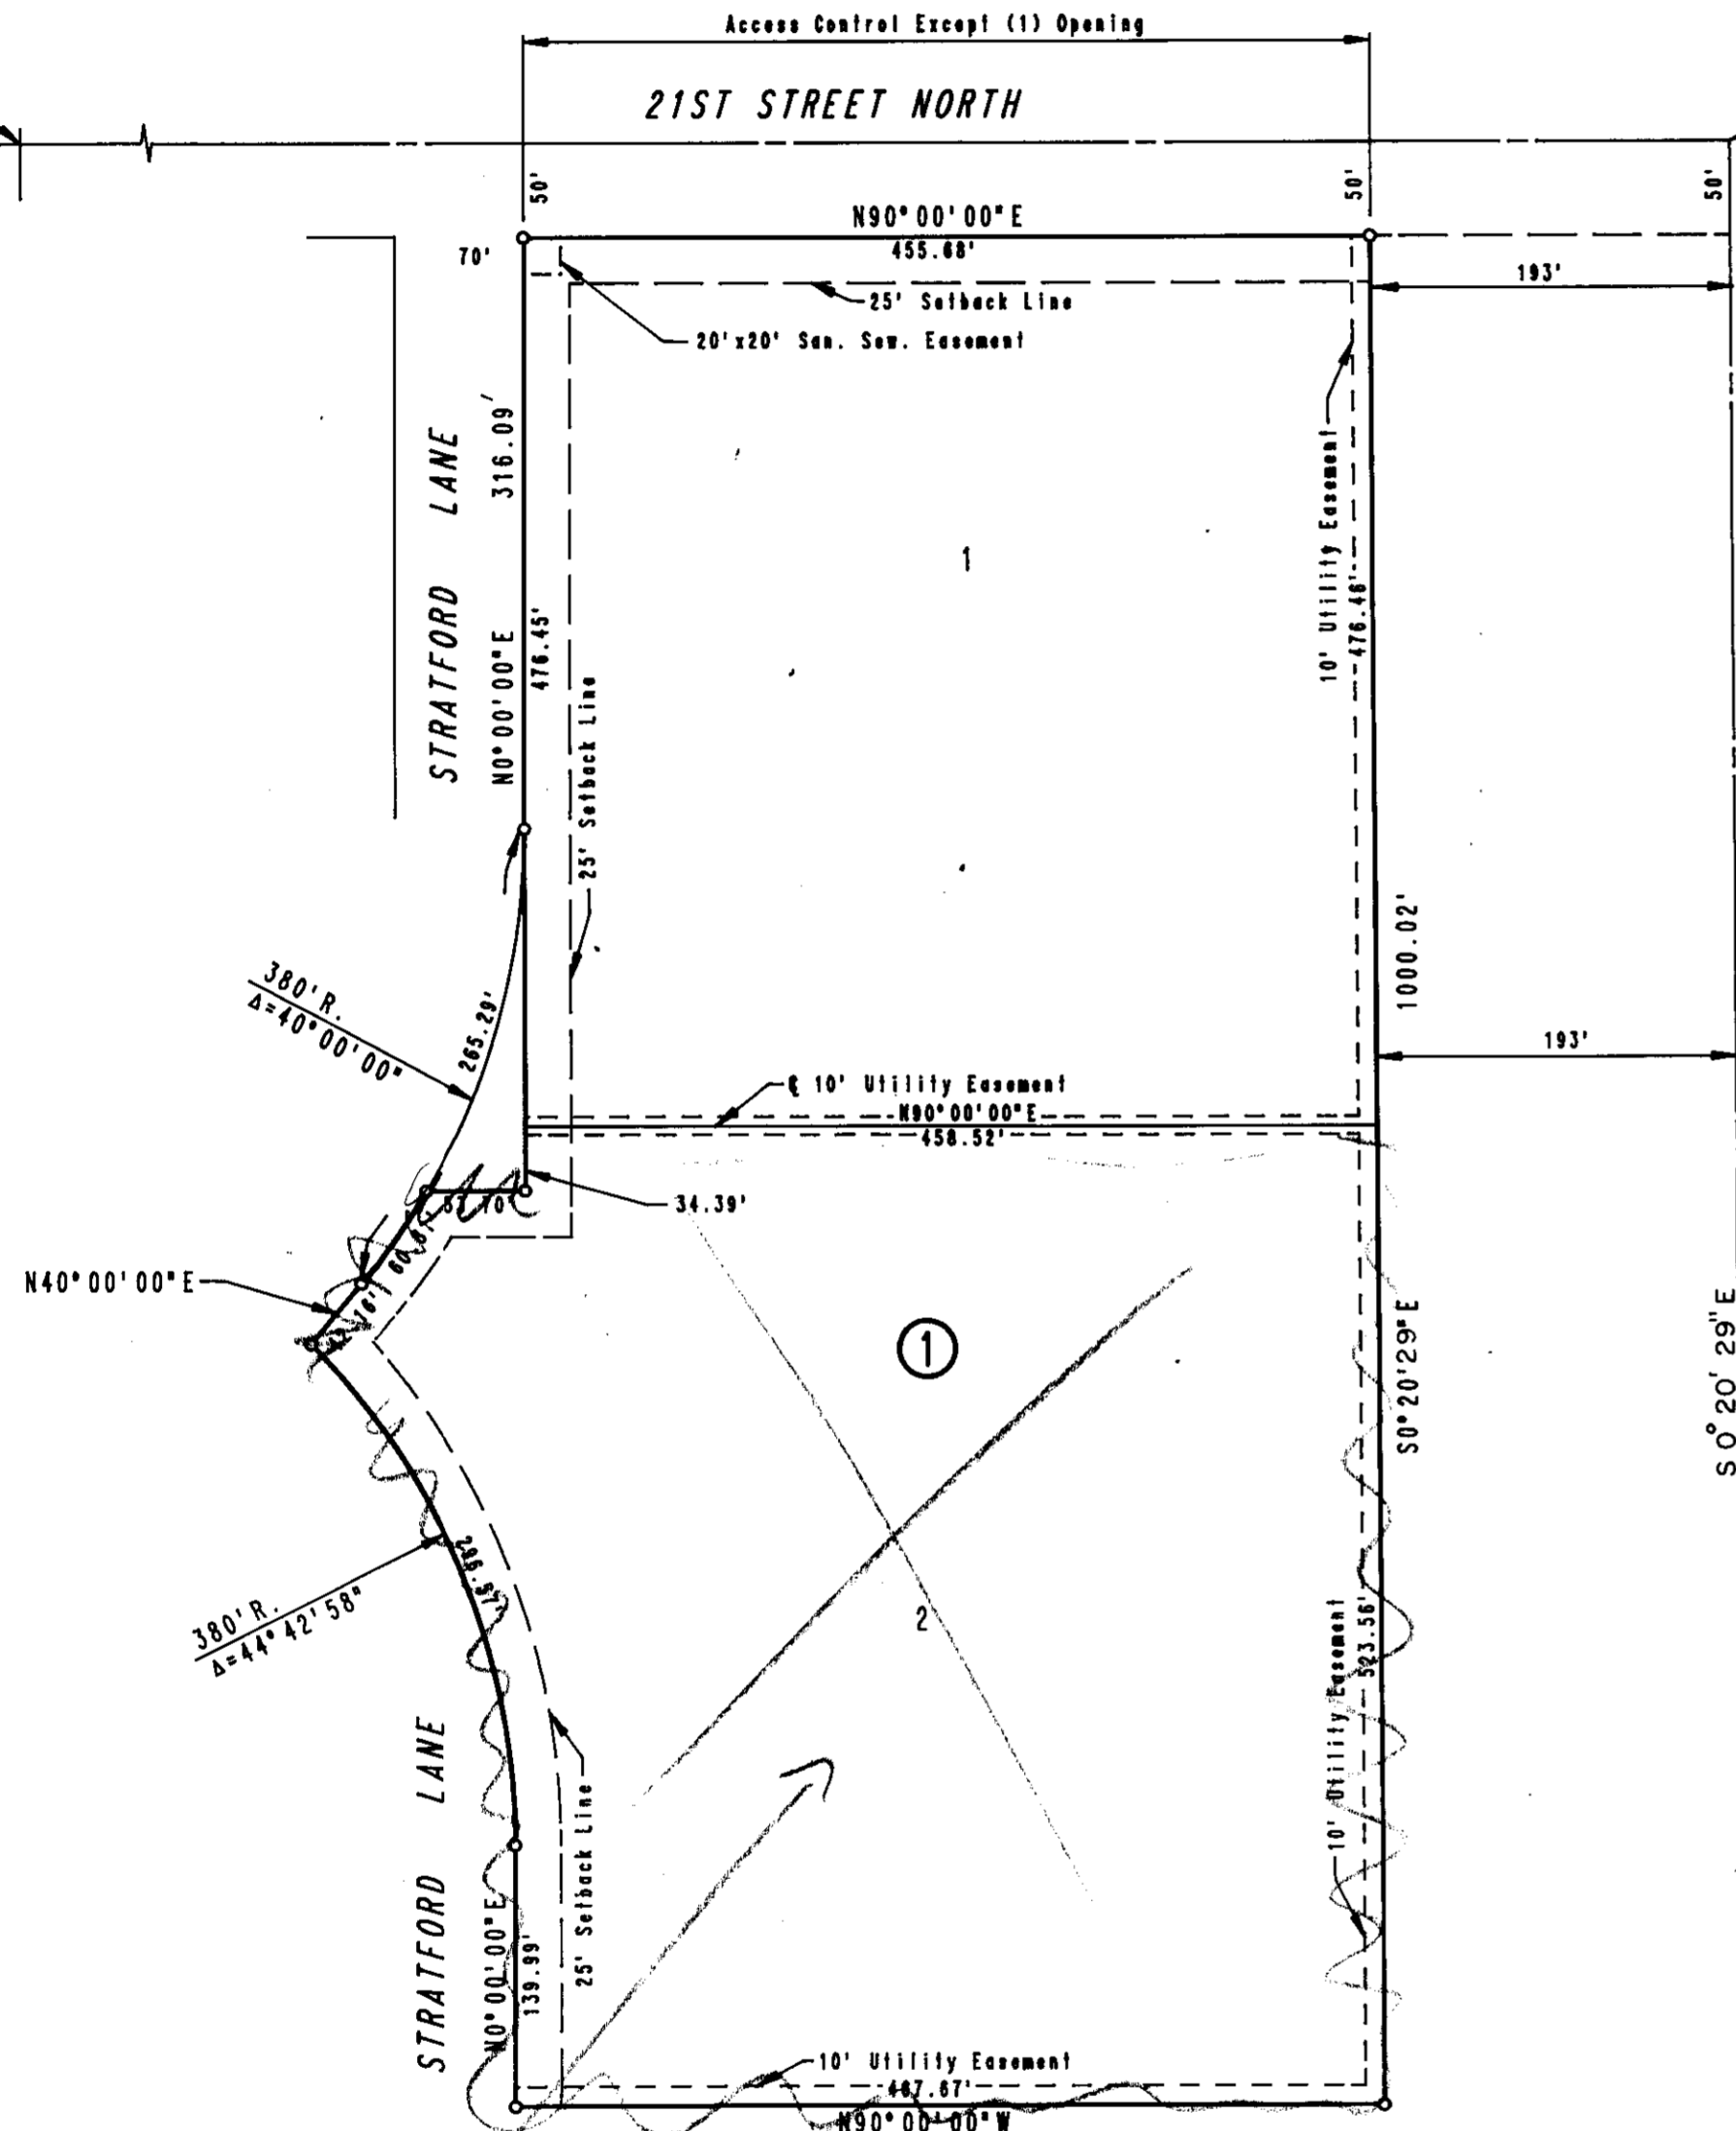 Access Control Except (1) Opening
21ST STREET NORTH
50'
50'
50'
N90°00'00"E
455.68'
70'
193'
25' Setback Line
20'x20' San. Sew. Easement
STRATFORD LANE
316.09'
N0°00'00"E
476.45'
25' Setback Line
10' Utility Easement
476.46'
1
1000.02'
380'R.
Δ=40°00'00"
265.29'
193'
℄ 10' Utility Easement
N90°00'00"E
458.52'
34.39'
N40°00'00"E
1
S0°20'29"E
S0°20'29"E
380'R.
Δ=44°42'58"
296.57'
2
10' Utility Easement
523.56'
STRATFORD LANE
N0°00'00"E
139.99'
25' Setback Line
10' Utility Easement
467.67'
N90°00'00"W